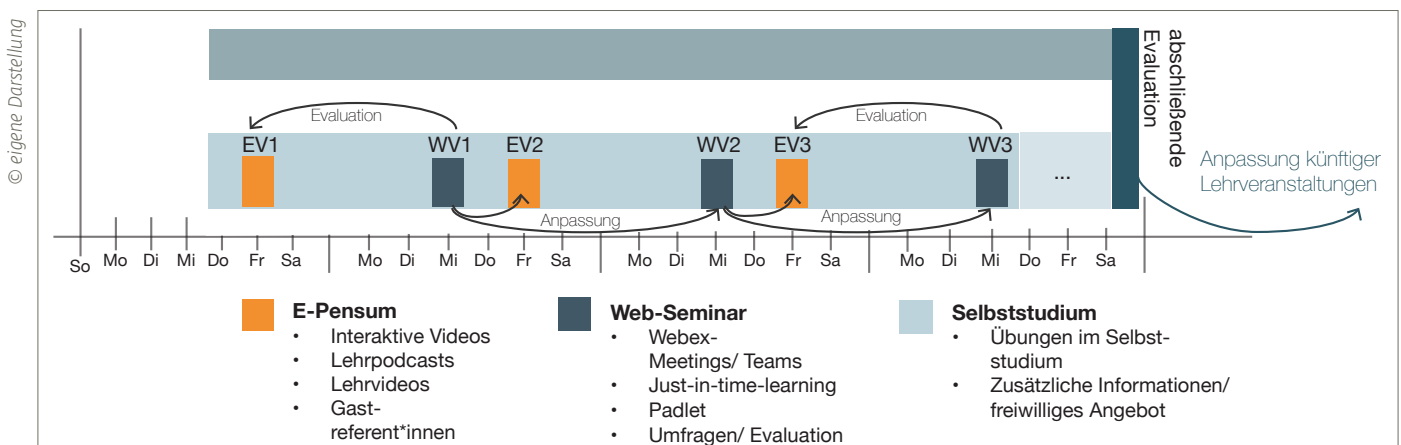 © eigene Darstellung
abschließende
Evaluation
Evaluation
Evaluation
EV1
WV1
EV2
WV2
EV3
WV3
...
Anpassung künftiger
Lehrveranstaltungen
Anpassung
Anpassung
So Mo Di Mi Do Fr Sa Mo Di Mi Do Fr Sa Mo Di Mi Do Fr Sa Mo Di Mi Do Fr Sa
E-Pensum
• Interaktive Videos
• Lehrpodcasts
• Lehrvideos
• Gast-
referent*innen
Web-Seminar
• Webex-
Meetings/ Teams
• Just-in-time-learning
• Padlet
• Umfragen/ Evaluation
Selbststudium
• Übungen im Selbst-
studium
• Zusätzliche Informationen/
freiwilliges Angebot